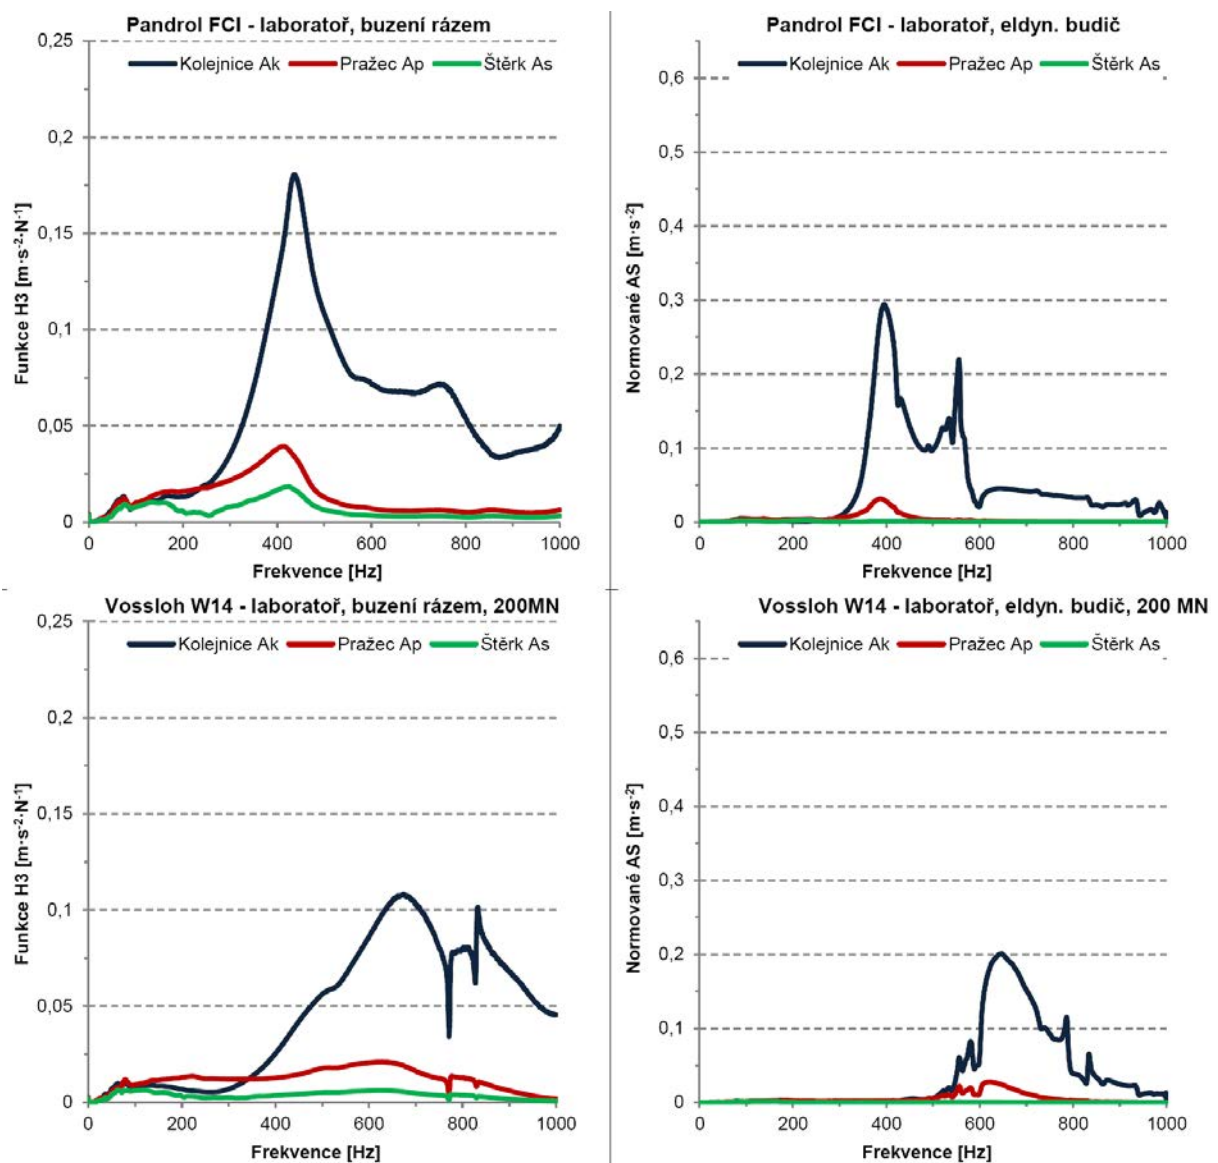 Pandrol FCI - laboratoř, buzení rázem
0,25
Kolejnice Ak Pražec Ap Štěrk As
0,2
0,15
0,1
0,05
0
Funkce H3 [m·s-2·N-1]
0 200 400 600 800 1000
Frekvence [Hz]
Pandrol FCI - laboratoř, eldyn. budič
Kolejnice Ak Pražec Ap Štěrk As
0,6
0,5
0,4
0,3
0,2
0,1
0
Normované AS [m·s-2]
0 200 400 600 800 1000
Frekvence [Hz]
Vossloh W14 - laboratoř, buzení rázem, 200MN
0,25
Kolejnice Ak Pražec Ap Štěrk As
0,2
0,15
0,1
0,05
0
Funkce H3 [m·s-2·N-1]
0 200 400 600 800 1000
Frekvence [Hz]
Vossloh W14 - laboratoř, eldyn. budič, 200 MN
Kolejnice Ak Pražec Ap Štěrk As
0,6
0,5
0,4
0,3
0,2
0,1
0
Normované AS [m·s-2]
0 200 400 600 800 1000
Frekvence [Hz]